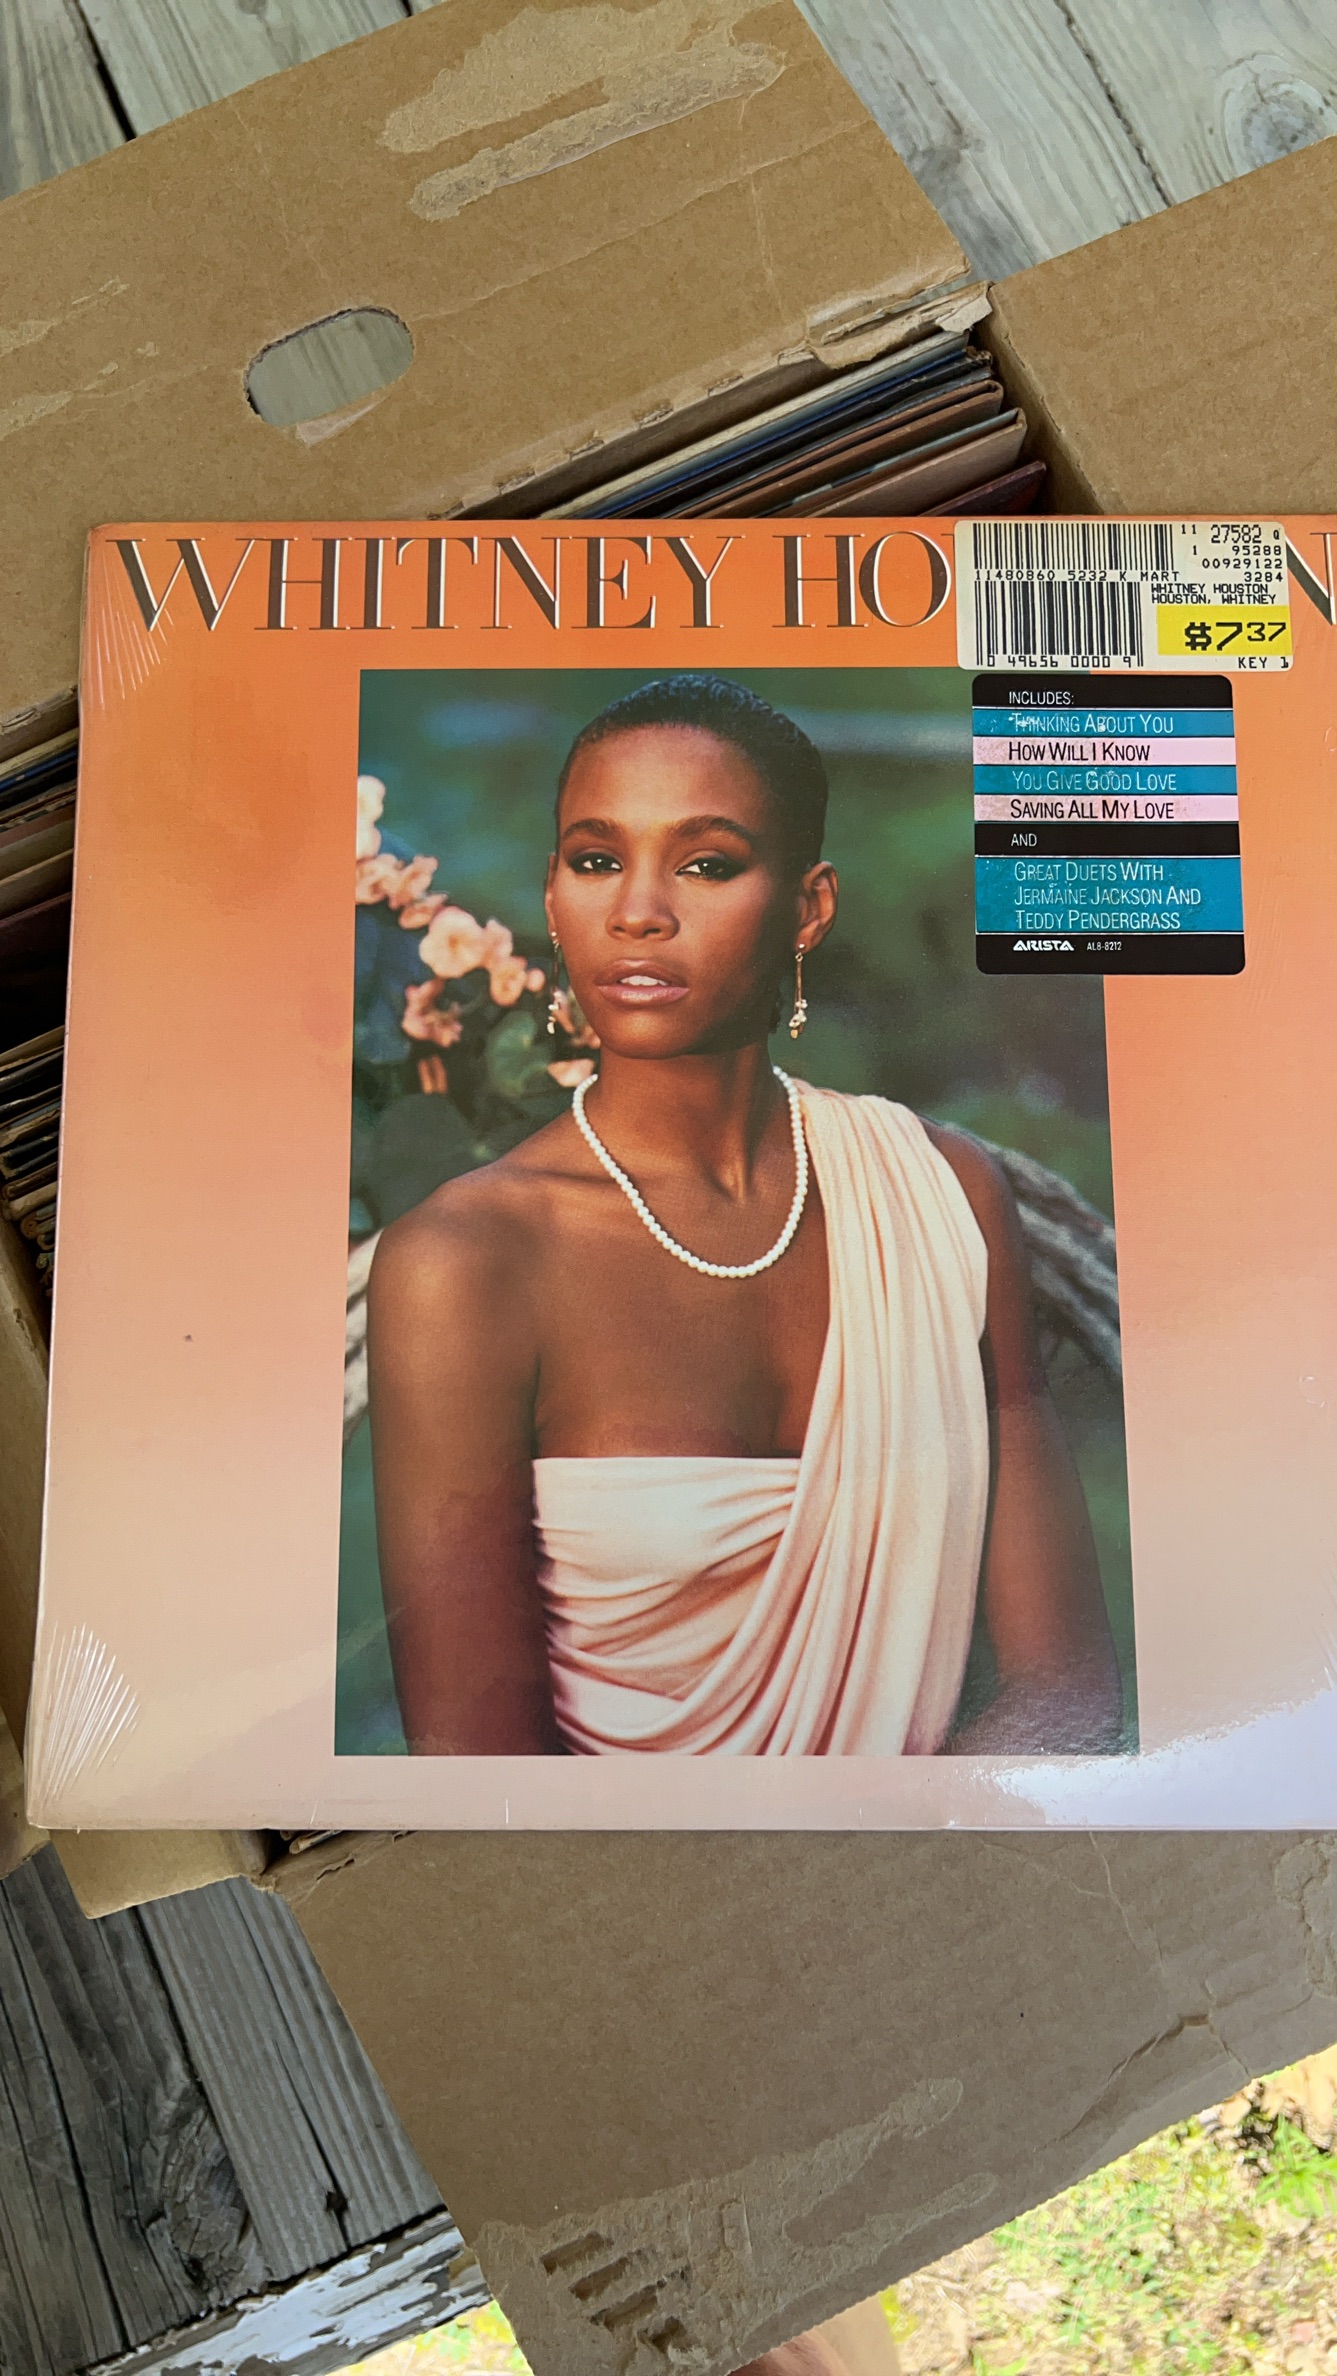 WHITNEY HO
11 27582 Q
1 95288
00929122
11480860 5232 K MART 3284
WHITNEY HOUSTON
HOUSTON, WHITNEY
$7.37
0 49656 0000 9
KEY 1
INCLUDES:
THINKING ABOUT YOU
HOW WILL I KNOW
YOU GIVE GOOD LOVE
SAVING ALL MY LOVE
AND
GREAT DUETS WITH
JERMAINE JACKSON AND
TEDDY PENDERGRASS
ARISTA AL8-8212